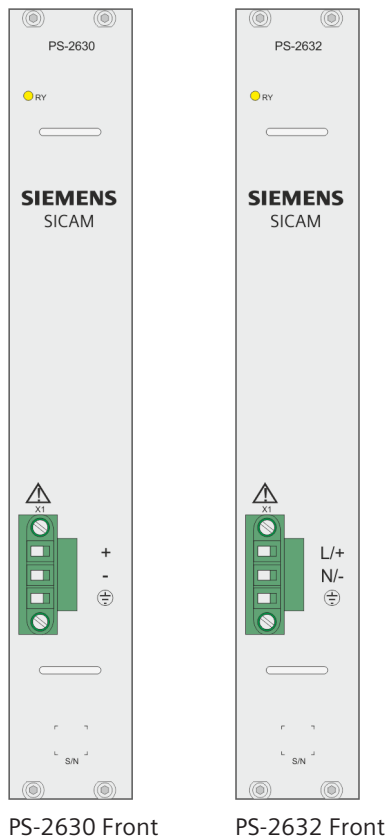 PS-2630
RY
SIEMENS
SICAM
X1
+
-
S/N
PS-2630 Front
PS-2632
RY
SIEMENS
SICAM
X1
L/+
N/-
S/N
PS-2632 Front